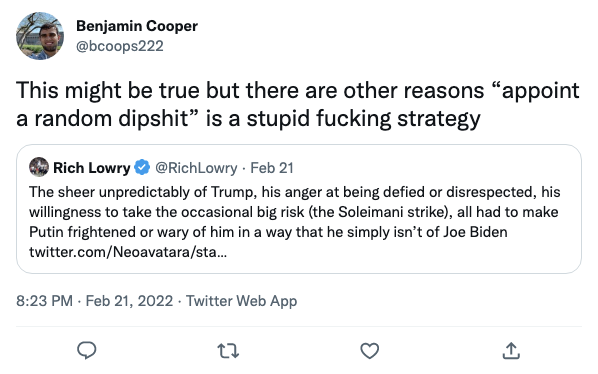 Benjamin Cooper
@bcoops222
This might be true but there are other reasons “appoint
a random dipshit” is a stupid fucking strategy
Rich Lowry @RichLowry · Feb 21
The sheer unpredictably of Trump, his anger at being defied or disrespected, his
willingness to take the occasional big risk (the Soleimani strike), all had to make
Putin frightened or wary of him in a way that he simply isn’t of Joe Biden
twitter.com/Neoavatara/sta…
8:23 PM · Feb 21, 2022 · Twitter Web App